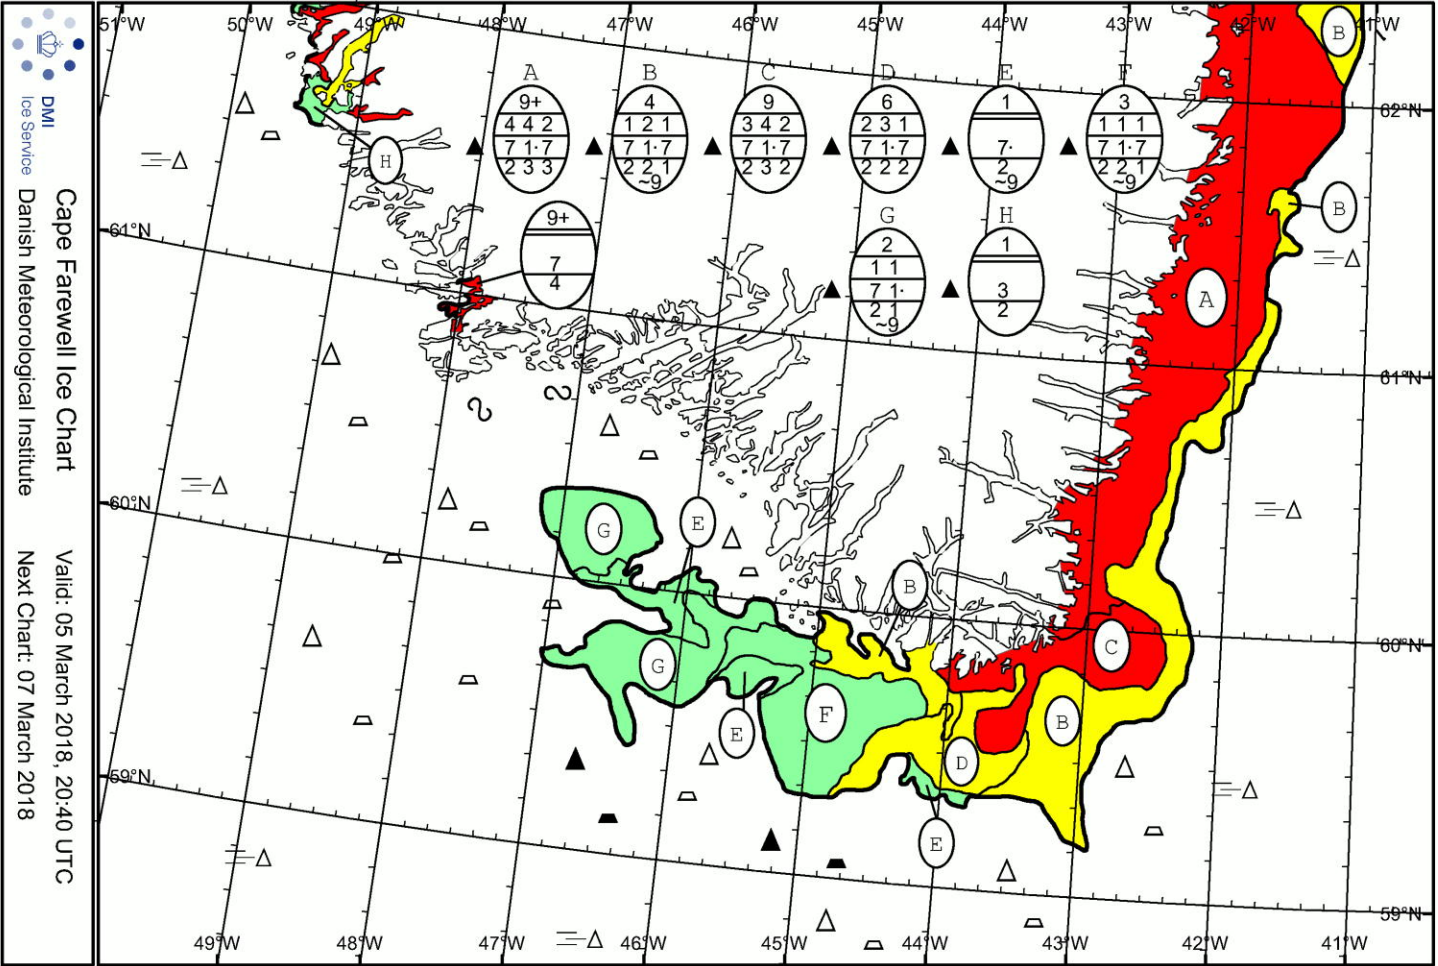 DMI
Ice Service
Cape Farewell Ice Chart
Danish Meteorological Institute
Valid: 05 March 2018, 20:40 UTC
Next Chart: 07 March 2018
51°W 50°W 49°W 48°W 47°W 46°W 45°W 44°W 43°W 42°W 41°W
B
62°N
A B C D E F
9+ 4 9 6 1 3
4 4 2 1 2 1 3 4 2 2 3 1 1 1 1
7 1·7 7 1·7 7 1·7 7 1·7 7· 7 1·7
2 3 3 2 2 1 2 3 2 2 2 2 2 2 2 1
~9 ~9 ~9
H
B
61°N
9+
7
4
G H
2 1
1 1
7 1· 3
2 1 2
~9
A
61°N
60°N
G
E
B
60°N
C
G
F
B
E
D
59°N
E
59°N
49°W 48°W 47°W 46°W 45°W 44°W 43°W 42°W 41°W